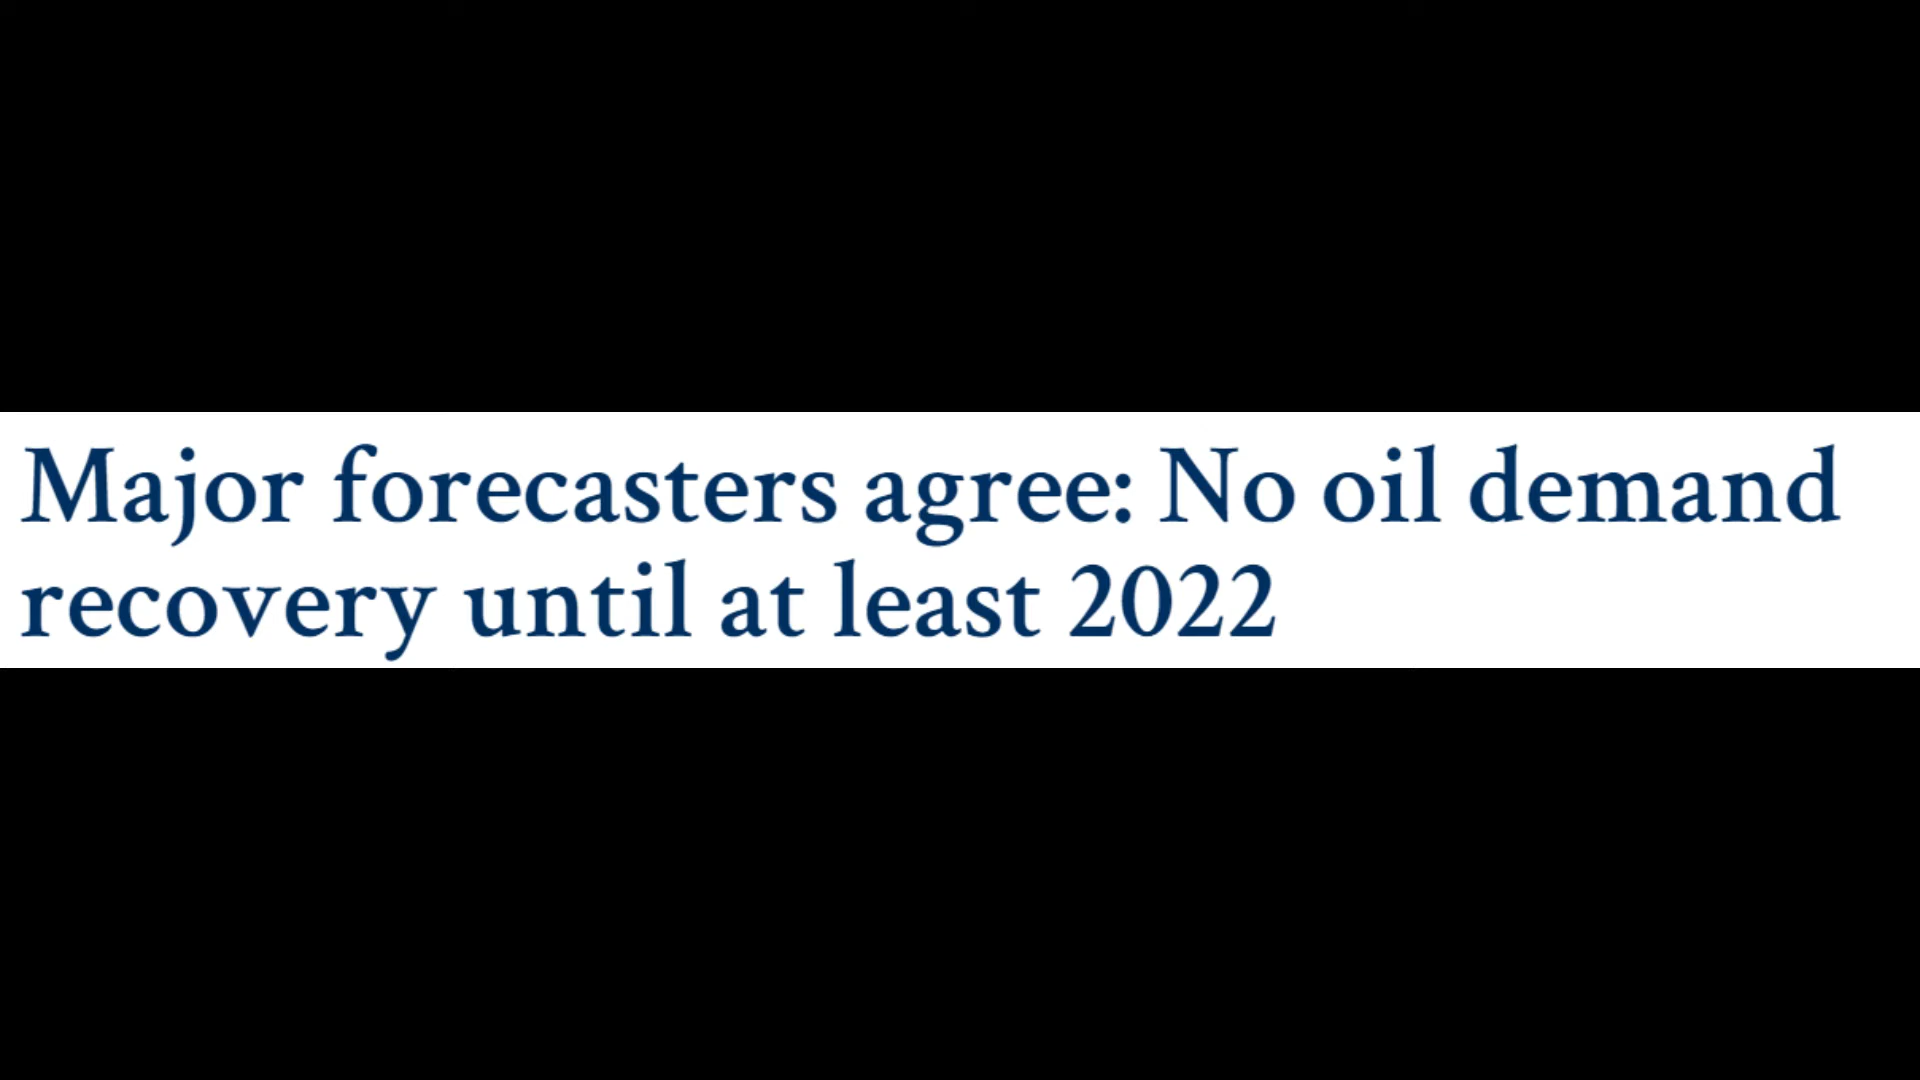 Major forecasters agree: No oil demand
recovery until at least 2022